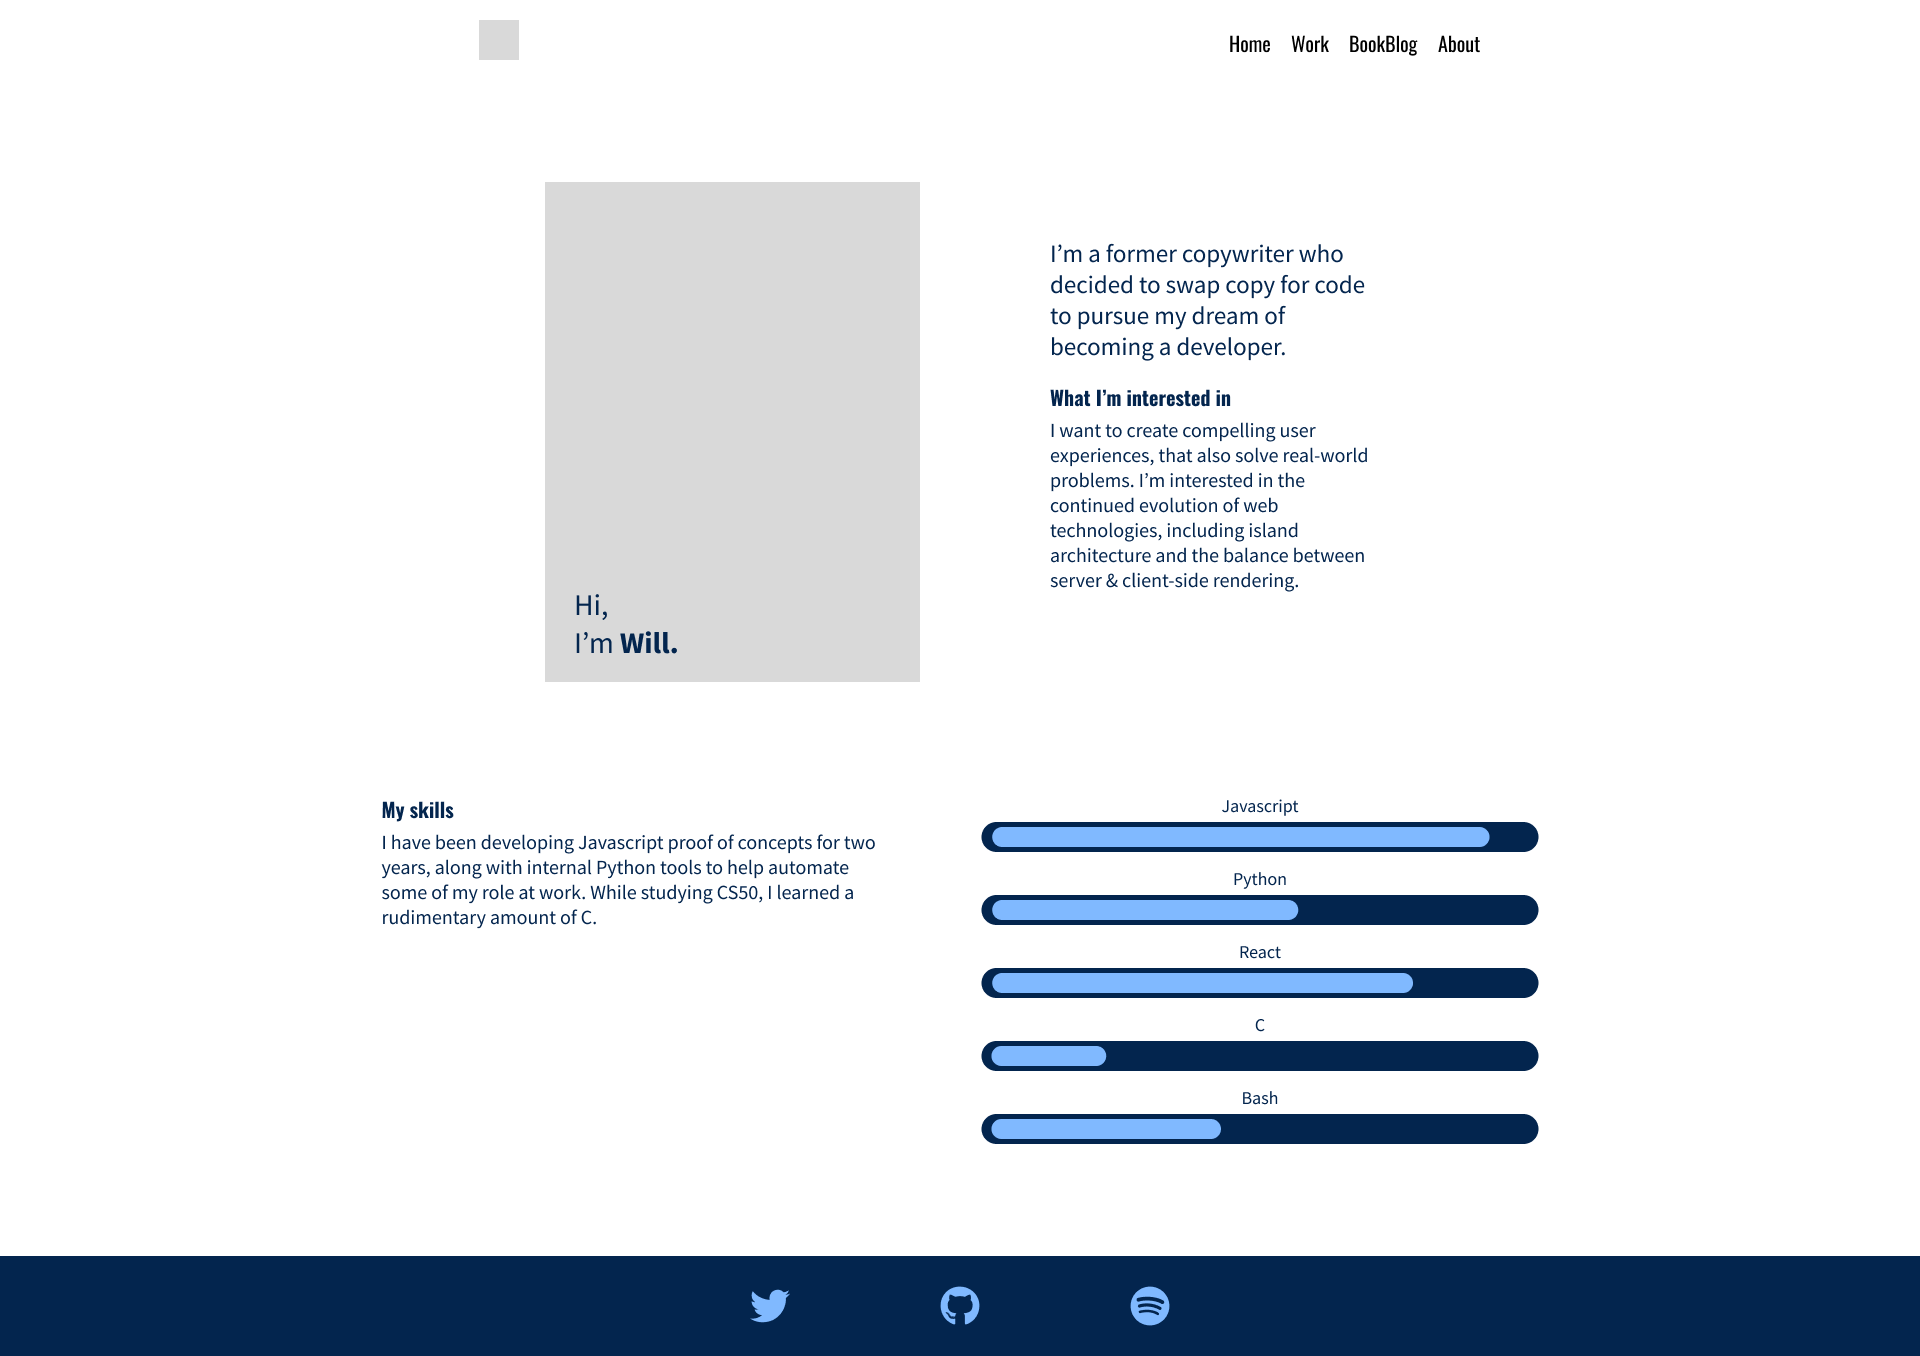 Home Work BookBlog About
Hi,
I’m Will.
I’m a former copywriter who
decided to swap copy for code
to pursue my dream of
becoming a developer.
What I’m interested in
I want to create compelling user
experiences, that also solve real-world
problems. I’m interested in the
continued evolution of web
technologies, including island
architecture and the balance between
server & client-side rendering.
My skills
I have been developing Javascript proof of concepts for two
years, along with internal Python tools to help automate
some of my role at work. While studying CS50, I learned a
rudimentary amount of C.
Javascript
Python
React
C
Bash